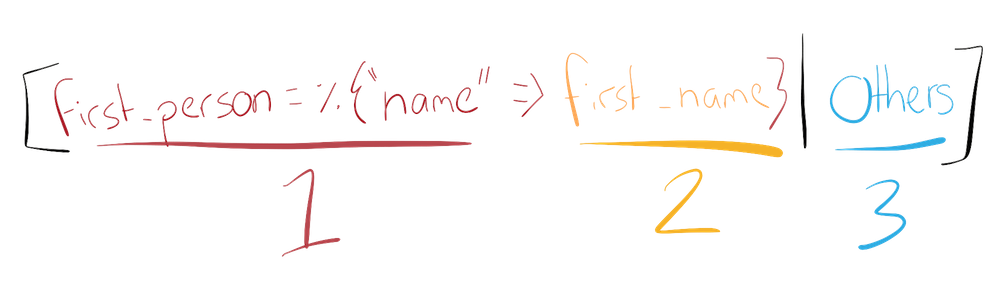 [first_person = %{"name" => first_name} | Others]
1 2 3